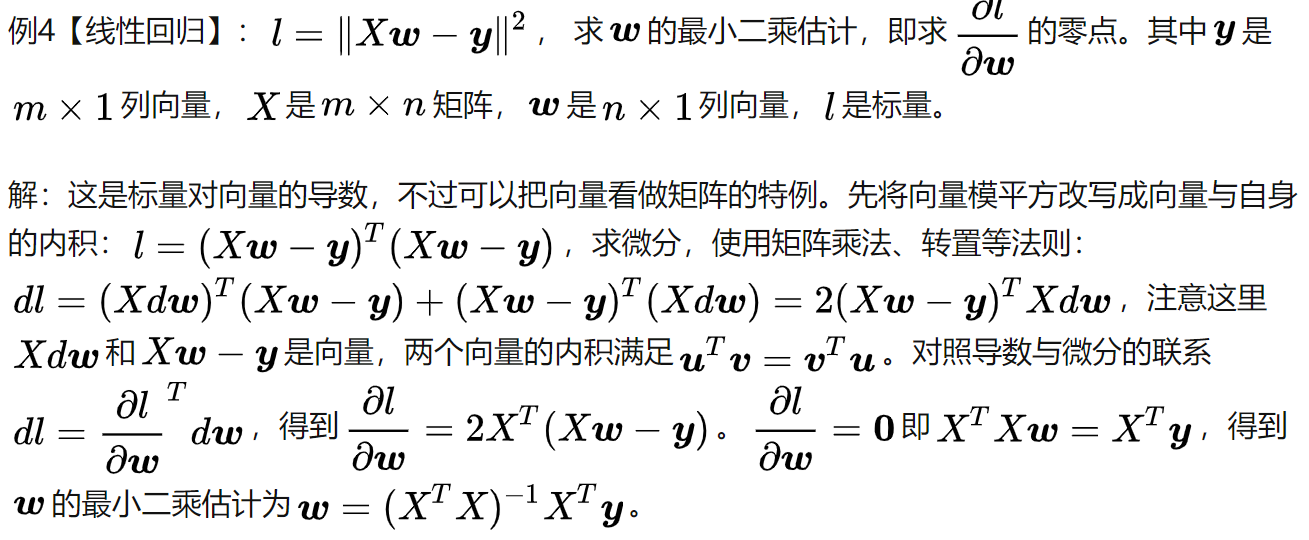 例4【线性回归】：$l = \|X\boldsymbol{w} - \boldsymbol{y}\|^2$，求$\boldsymbol{w}$的最小二乘估计，即求$\dfrac{\partial l}{\partial \boldsymbol{w}}$的零点。其中$\boldsymbol{y}$是
$m \times 1$列向量，$X$是$m \times n$矩阵，$\boldsymbol{w}$是$n \times 1$列向量，$l$是标量。
解：这是标量对向量的导数，不过可以把向量看做矩阵的特例。先将向量模平方改写成向量与自身
的内积：$l = (X\boldsymbol{w} - \boldsymbol{y})^T(X\boldsymbol{w} - \boldsymbol{y})$，求微分，使用矩阵乘法、转置等法则：
$dl = (Xd\boldsymbol{w})^T(X\boldsymbol{w} - \boldsymbol{y}) + (X\boldsymbol{w} - \boldsymbol{y})^T(Xd\boldsymbol{w}) = 2(X\boldsymbol{w} - \boldsymbol{y})^T Xd\boldsymbol{w}$，注意这里
$Xd\boldsymbol{w}$和$X\boldsymbol{w} - \boldsymbol{y}$是向量，两个向量的内积满足$\boldsymbol{u}^T\boldsymbol{v} = \boldsymbol{v}^T\boldsymbol{u}$。对照导数与微分的联系
$dl = \dfrac{\partial l}{\partial \boldsymbol{w}}^T d\boldsymbol{w}$，得到$\dfrac{\partial l}{\partial \boldsymbol{w}} = 2X^T(X\boldsymbol{w} - \boldsymbol{y})$。$\dfrac{\partial l}{\partial \boldsymbol{w}} = \boldsymbol{0}$即$X^TX\boldsymbol{w} = X^T\boldsymbol{y}$，得到
$\boldsymbol{w}$的最小二乘估计为$\boldsymbol{w} = (X^TX)^{-1}X^T\boldsymbol{y}$。